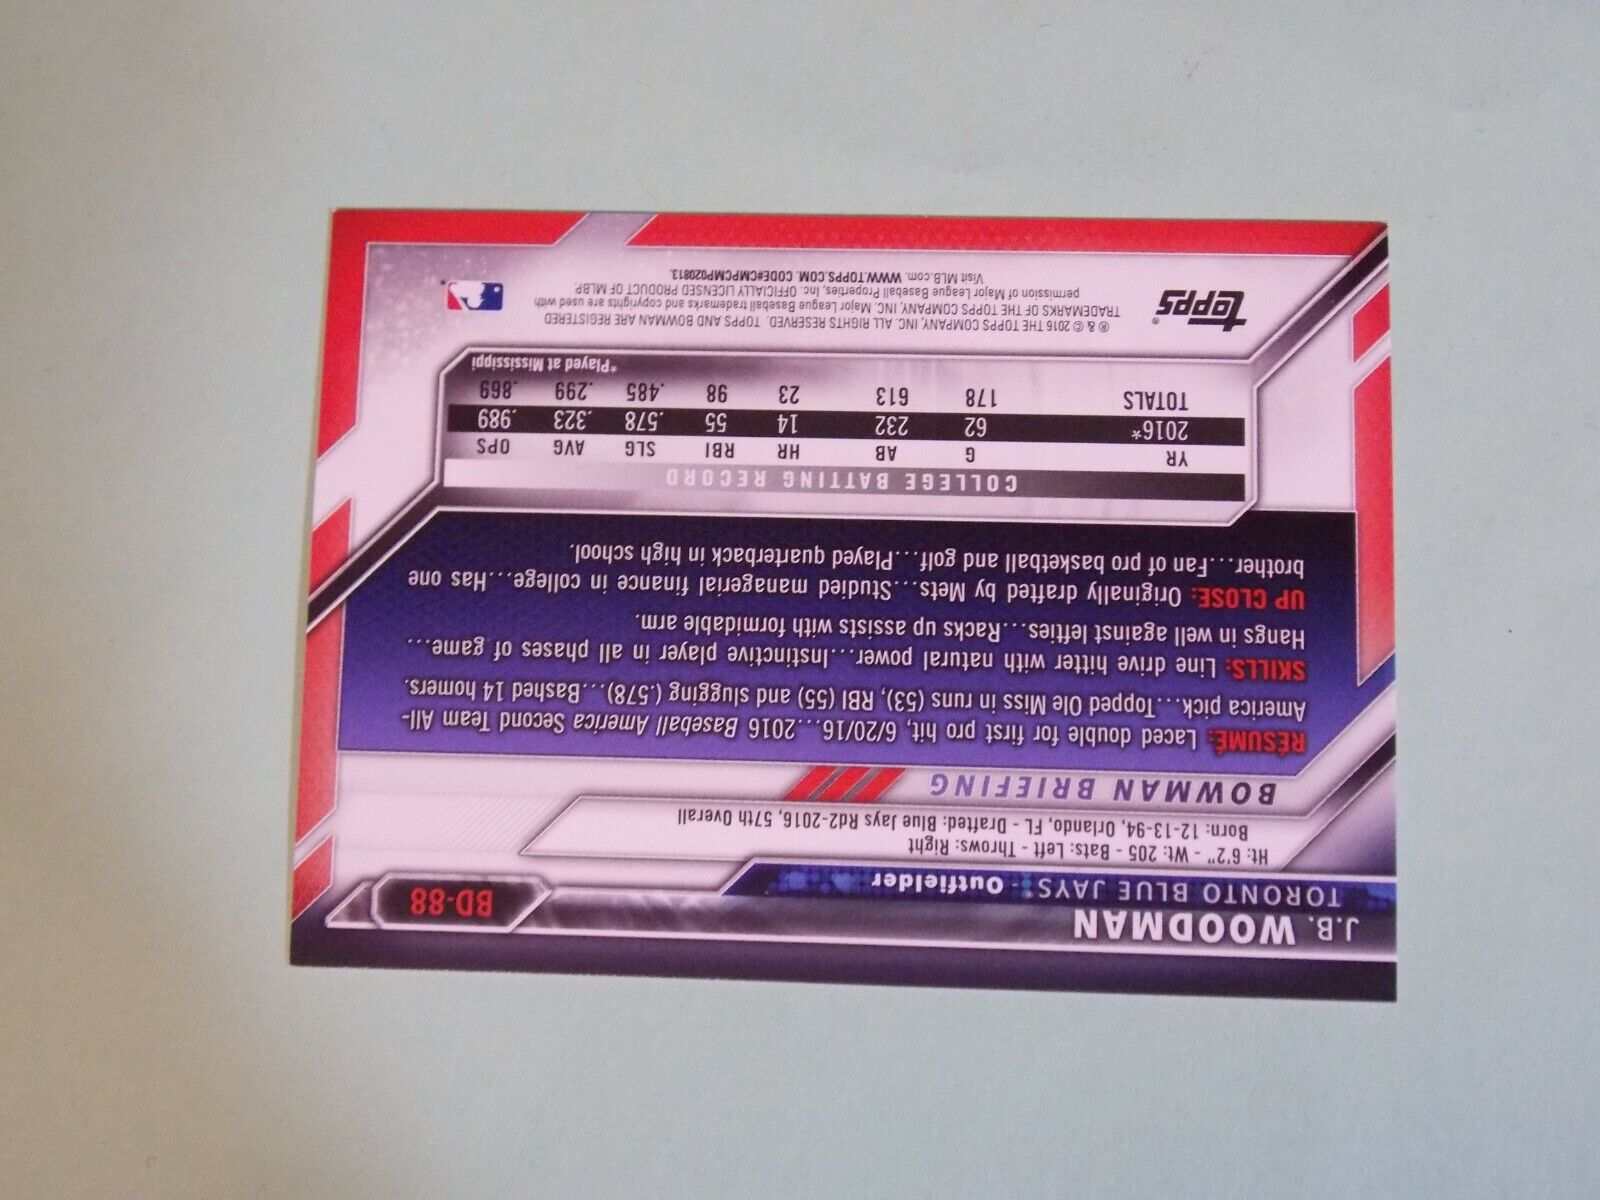 J.B. WOODMAN
TORONTO BLUE JAYS · Outfielder
BD-88
Ht: 6'2" - Wt: 205 - Bats: Left - Throws: Right
Born: 12-13-94, Orlando, FL - Drafted: Blue Jays Rd2-2016, 57th Overall
BOWMAN BRIEFING
RÉSUMÉ: Laced double for first pro hit, 6/20/16...2016 Baseball America Second Team All-
America pick...Topped Ole Miss in runs (53), RBI (55) and slugging (.578)...Bashed 14 homers.
SKILLS: Line drive hitter with natural power...Instinctive player in all phases of game...
Hangs in well against lefties...Racks up assists with formidable arm.
UP CLOSE: Originally drafted by Mets...Studied managerial finance in college...Has one
brother...Fan of pro basketball and golf...Played quarterback in high school.
COLLEGE BATTING RECORD
YR G AB HR RBI SLG AVG OPS
2016* 62 232 14 55 .578 .323 .989
TOTALS 178 613 23 98 .485 .299 .869
*Played at Mississippi
topps®
® & © 2016 THE TOPPS COMPANY, INC. ALL RIGHTS RESERVED. TOPPS AND BOWMAN ARE REGISTERED
TRADEMARKS OF THE TOPPS COMPANY, INC. Major League Baseball trademarks and copyrights are used with
permission of Major League Baseball Properties, Inc. OFFICIALLY LICENSED PRODUCT OF MLBP.
Visit MLB.com. WWW.TOPPS.COM. CODE#CMPCMP020813.